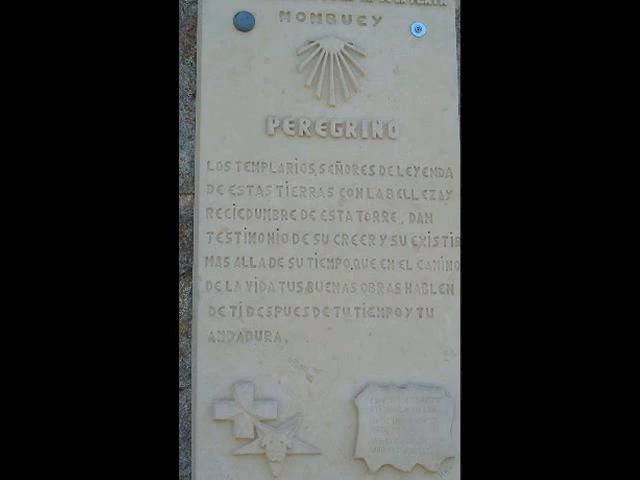 MOMBUEY
PEREGRINO
LOS TEMPLARIOS, SEÑORES DE LEYENDA
DE ESTAS TIERRAS CON LA BELLEZA Y
RECIEDUMBRE DE ESTA TORRE, DAN
TESTIMONIO DE SU CREER Y SU EXISTIR
MAS ALLA DE SU TIEMPO, QUE EN EL CAMINO
DE LA VIDA TUS BUENAS OBRAS HABLEN
DE TI DESPUES DE TU TIEMPO Y TU
ANDADURA.